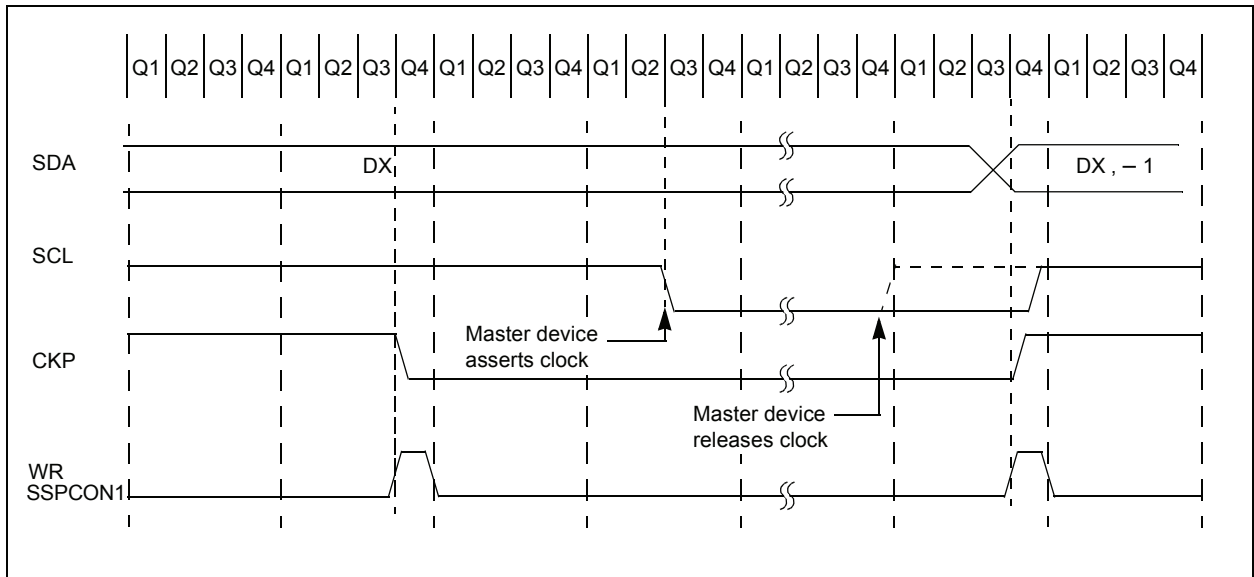 Q1 Q2 Q3 Q4 Q1 Q2 Q3 Q4 Q1 Q2 Q3 Q4 Q1 Q2 Q3 Q4 Q1 Q2 Q3 Q4 Q1 Q2 Q3 Q4 Q1 Q2 Q3 Q4
SDA
DX
DX , – 1
SCL
Master device
asserts clock
CKP
Master device
releases clock
WR
SSPCON1